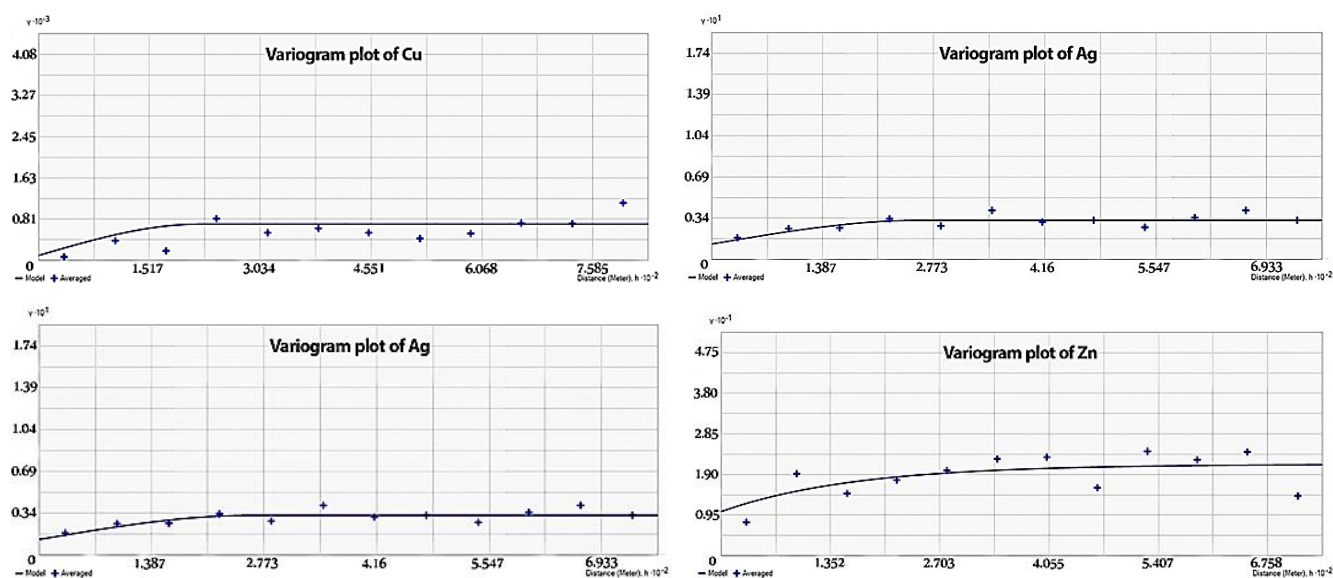 γ·10⁻³
Variogram plot of Cu
4.08
3.27
2.45
1.63
0.81
0
1.517 3.034 4.551 6.068 7.585
Model Averaged Distance (Meter), h ·10⁻²
γ·10¹
Variogram plot of Ag
1.74
1.39
1.04
0.69
0.34
0
1.387 2.773 4.16 5.547 6.933
Model Averaged Distance (Meter), h ·10⁻²
γ·10¹
Variogram plot of Ag
1.74
1.39
1.04
0.69
0.34
0
1.387 2.773 4.16 5.547 6.933
Model Averaged Distance (Meter), h ·10⁻²
γ·10⁻¹
Variogram plot of Zn
4.75
3.80
2.85
1.90
0.95
0
1.352 2.703 4.055 5.407 6.758
Model Averaged Distance (Meter), h ·10⁻²